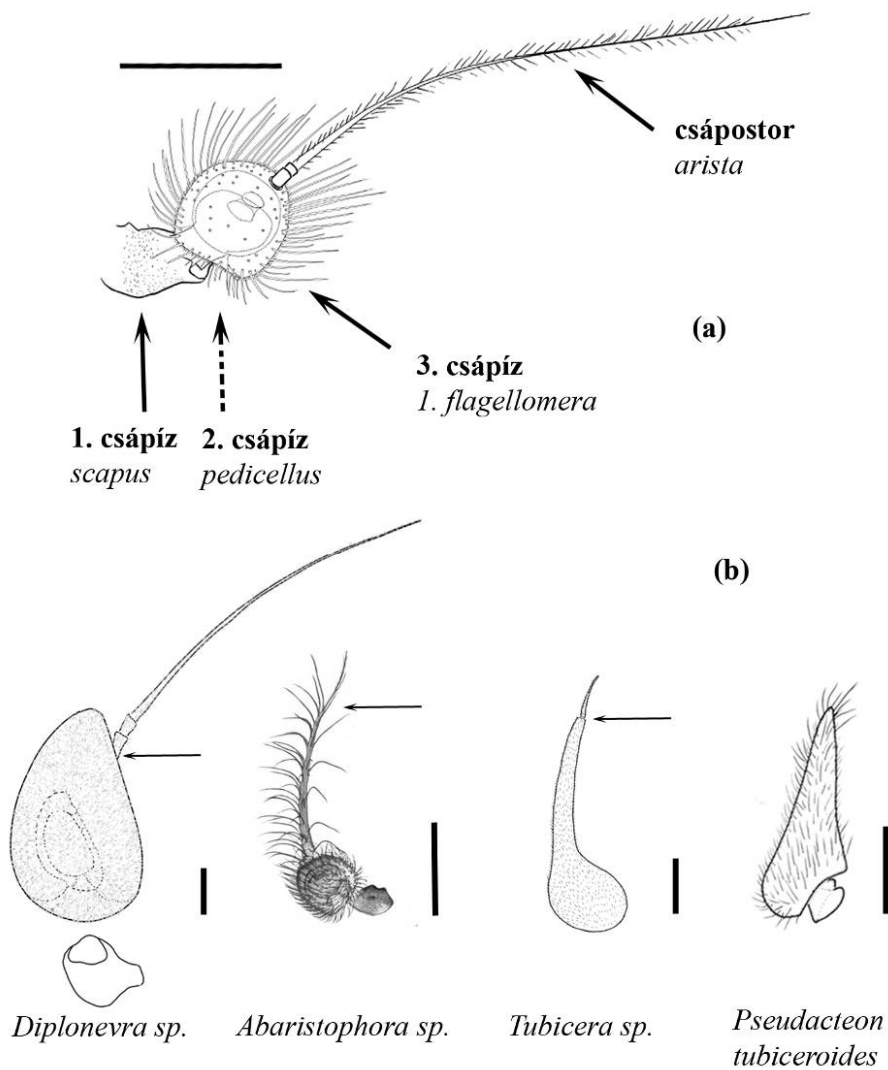 csápostor
arista
(a)
3. csápíz
1. flagellomera
1. csápíz
scapus
2. csápíz
pedicellus
(b)
Diplonevra sp.
Abaristophora sp.
Tubicera sp.
Pseudacteon
tubiceroides